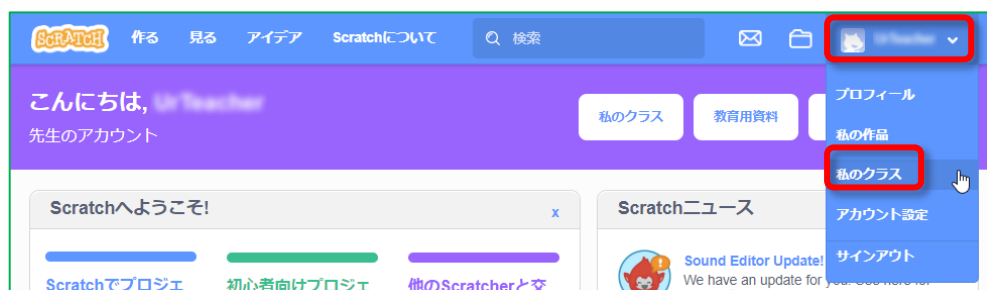 SCRATCH 作る 見る アイデア Scratchについて 検索
こんにちは, UrTeacher
先生のアカウント
私のクラス 教育用資料
プロフィール
私の作品
私のクラス
アカウント設定
サインアウト
Scratchへようこそ! x
Scratchでプロジェ 初心者向けプロジェ 他のScratcherと交
Scratchニュース
Sound Editor Update!
We have an update for